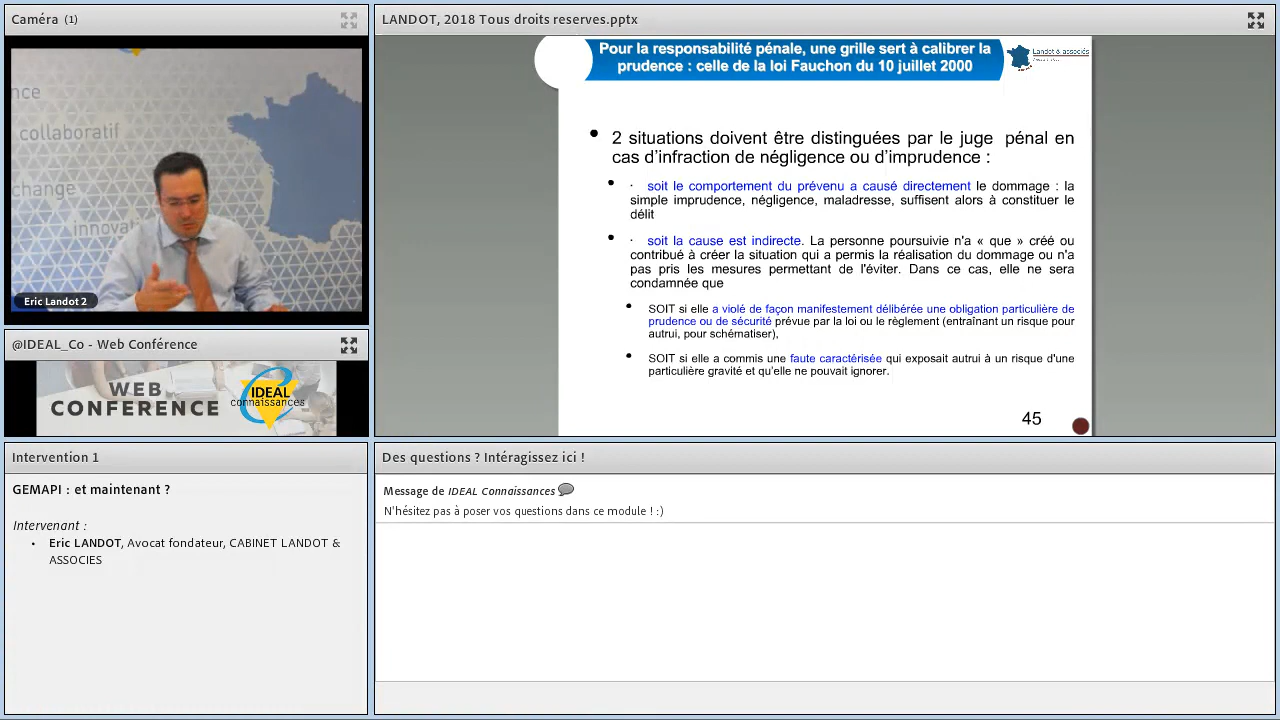 Caméra (1)
nce
collaboratif
change
innovati
Eric Landot 2
@IDEAL_Co - Web Conférence
WEB
CONFERENCE
IDEAL
connaissances
Intervention 1
GEMAPI : et maintenant ?
Intervenant :
• Eric LANDOT, Avocat fondateur, CABINET LANDOT &
ASSOCIES
LANDOT, 2018 Tous droits reserves.pptx
Pour la responsabilité pénale, une grille sert à calibrer la
prudence : celle de la loi Fauchon du 10 juillet 2000
Landot & associés
• 2 situations doivent être distinguées par le juge pénal en
cas d'infraction de négligence ou d'imprudence :
• · soit le comportement du prévenu a causé directement le dommage : la
simple imprudence, négligence, maladresse, suffisent alors à constituer le
délit
• · soit la cause est indirecte. La personne poursuivie n'a « que » créé ou
contribué à créer la situation qui a permis la réalisation du dommage ou n'a
pas pris les mesures permettant de l'éviter. Dans ce cas, elle ne sera
condamnée que
• SOIT si elle a violé de façon manifestement délibérée une obligation particulière de
prudence ou de sécurité prévue par la loi ou le règlement (entraînant un risque pour
autrui, pour schématiser),
• SOIT si elle a commis une faute caractérisée qui exposait autrui à un risque d'une
particulière gravité et qu'elle ne pouvait ignorer.
45
Des questions ? Intéragissez ici !
Message de IDEAL Connaissances
N'hésitez pas à poser vos questions dans ce module ! :)